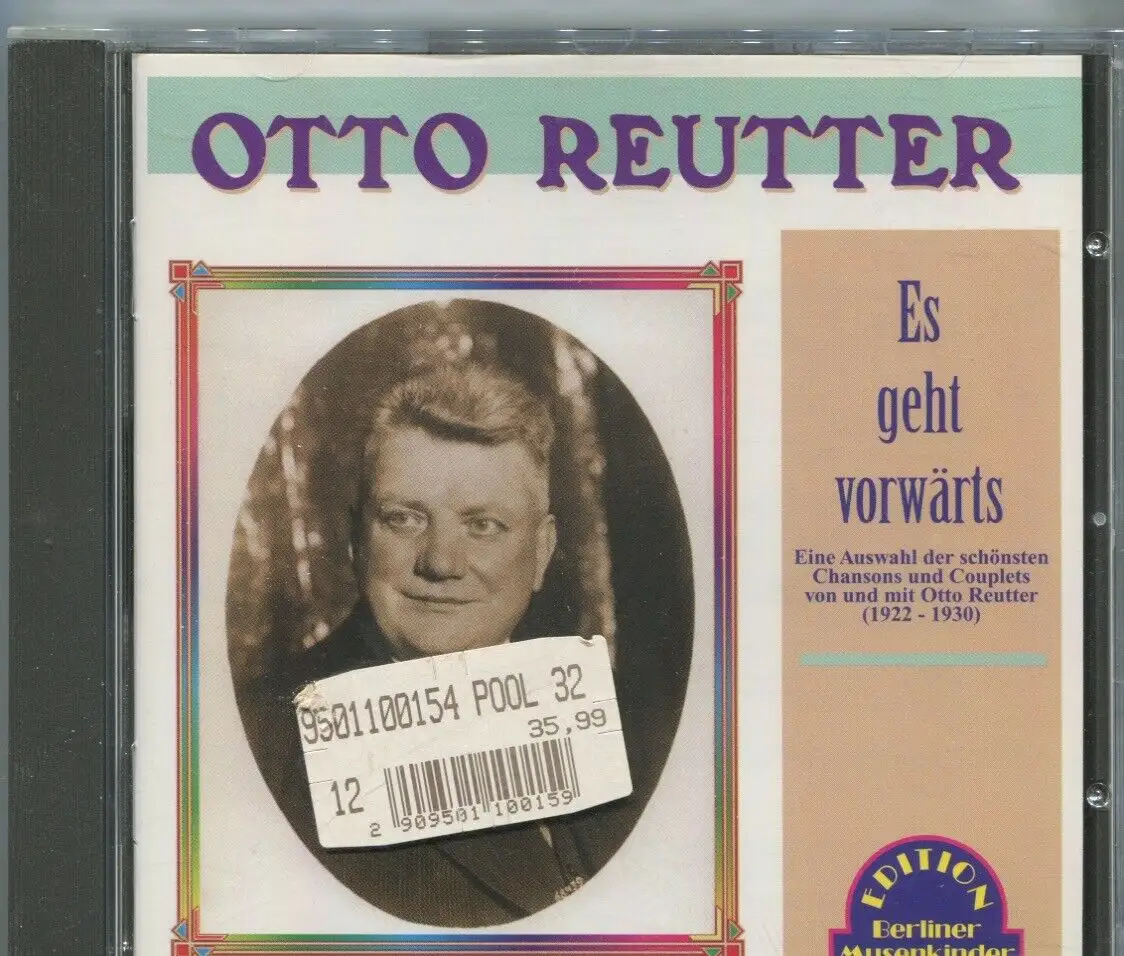 OTTO REUTTER
Es
geht
vorwärts
Eine Auswahl der schönsten
Chansons und Couplets
von und mit Otto Reutter
(1922 - 1930)
9501100154 POOL 32
35,99
12
2 909501 100159
EDITION
Berliner
Musenkinder